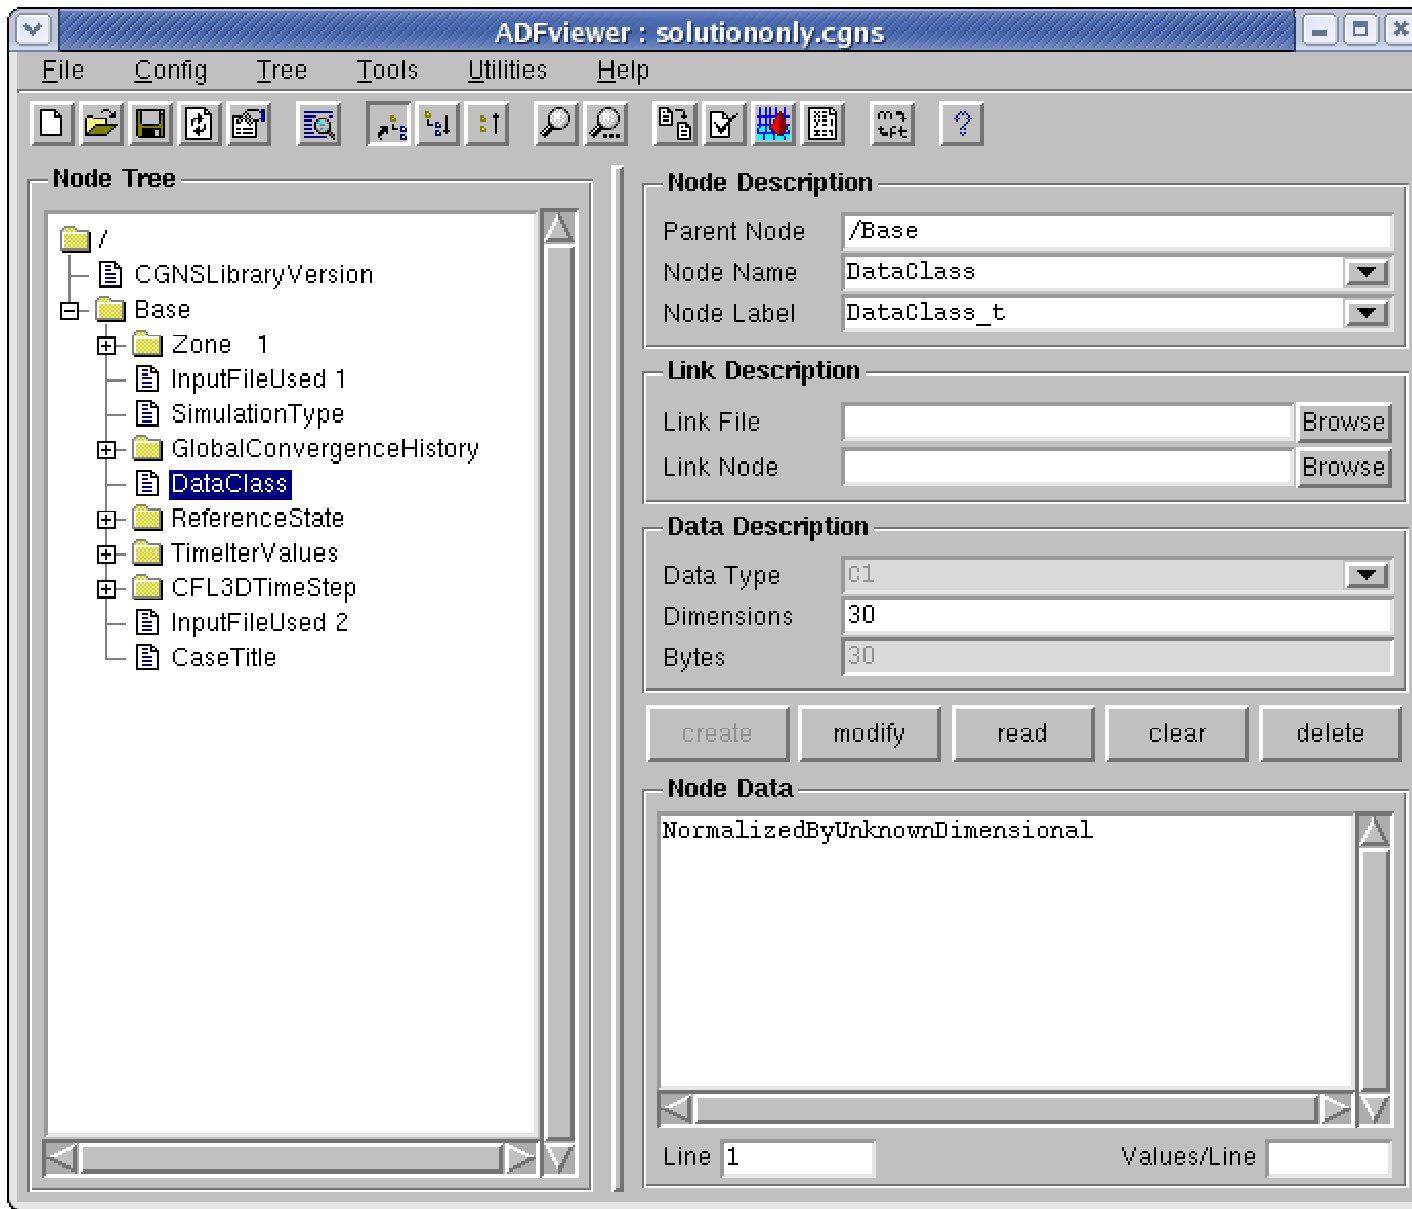 ADFviewer : solutiononly.cgns
File Config Tree Tools Utilities Help
Node Tree
/
CGNSLibraryVersion
Base
Zone 1
InputFileUsed 1
SimulationType
GlobalConvergenceHistory
DataClass
ReferenceState
TimeIterValues
CFL3DTimeStep
InputFileUsed 2
CaseTitle
Node Description
Parent Node /Base
Node Name DataClass
Node Label DataClass_t
Link Description
Link File Browse
Link Node Browse
Data Description
Data Type C1
Dimensions 30
Bytes 30
create modify read clear delete
Node Data
NormalizedByUnknownDimensional
Line 1 Values/Line